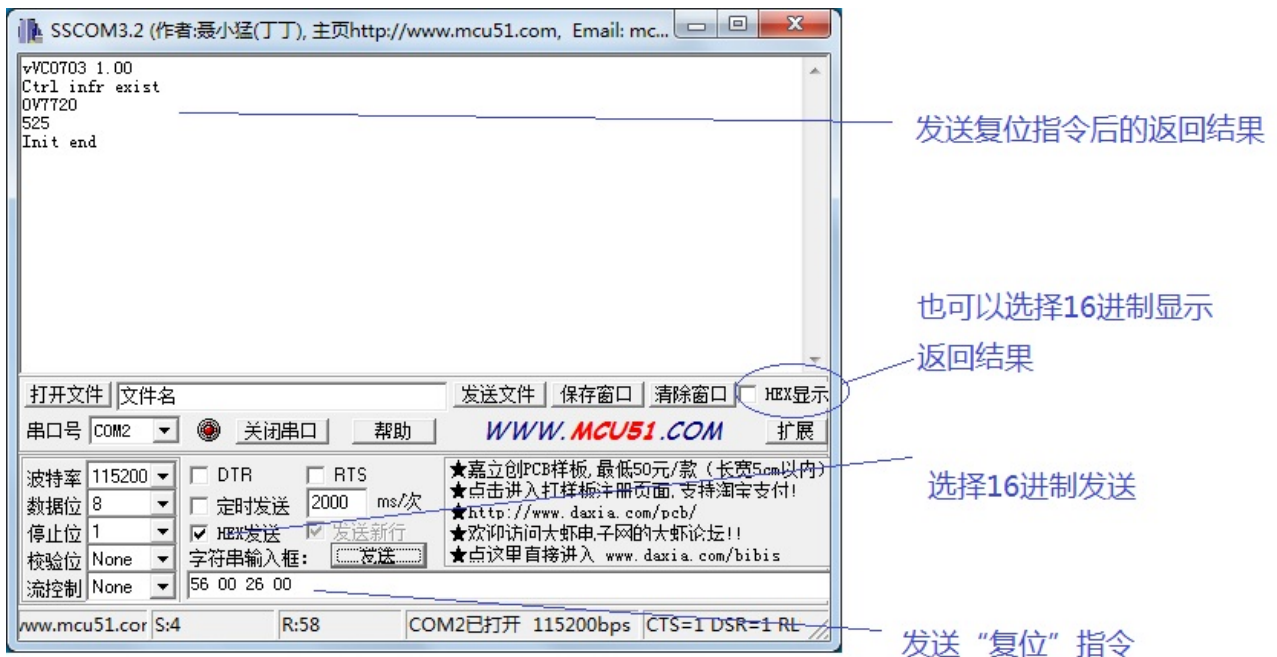 SSCOM3.2 (作者:聂小猛(丁丁), 主页http://www.mcu51.com, Email: mc...
vVC0703 1.00
Ctrl infr exist
OV7720
525
Init end
发送复位指令后的返回结果
也可以选择16进制显示
返回结果
打开文件 文件名 发送文件 保存窗口 清除窗口 HEX显示
串口号 COM2 关闭串口 帮助 WWW.MCU51.COM 扩展
波特率 115200 DTR RTS
数据位 8 定时发送 2000 ms/次
停止位 1 HEX发送 发送新行
校验位 None 字符串输入框: 发送
流控制 None 56 00 26 00
★嘉立创PCB样板,最低50元/款(长宽5cm以内)
★点击进入打样板注册页面,支持淘宝支付!
★http://www.daxia.com/pcb/
★欢迎访问大虾电子网的大虾论坛!!
★点这里直接进入 www.daxia.com/bibis
选择16进制发送
www.mcu51.cor S:4 R:58 COM2已打开 115200bps CTS=1 DSR=1 RL
发送“复位”指令